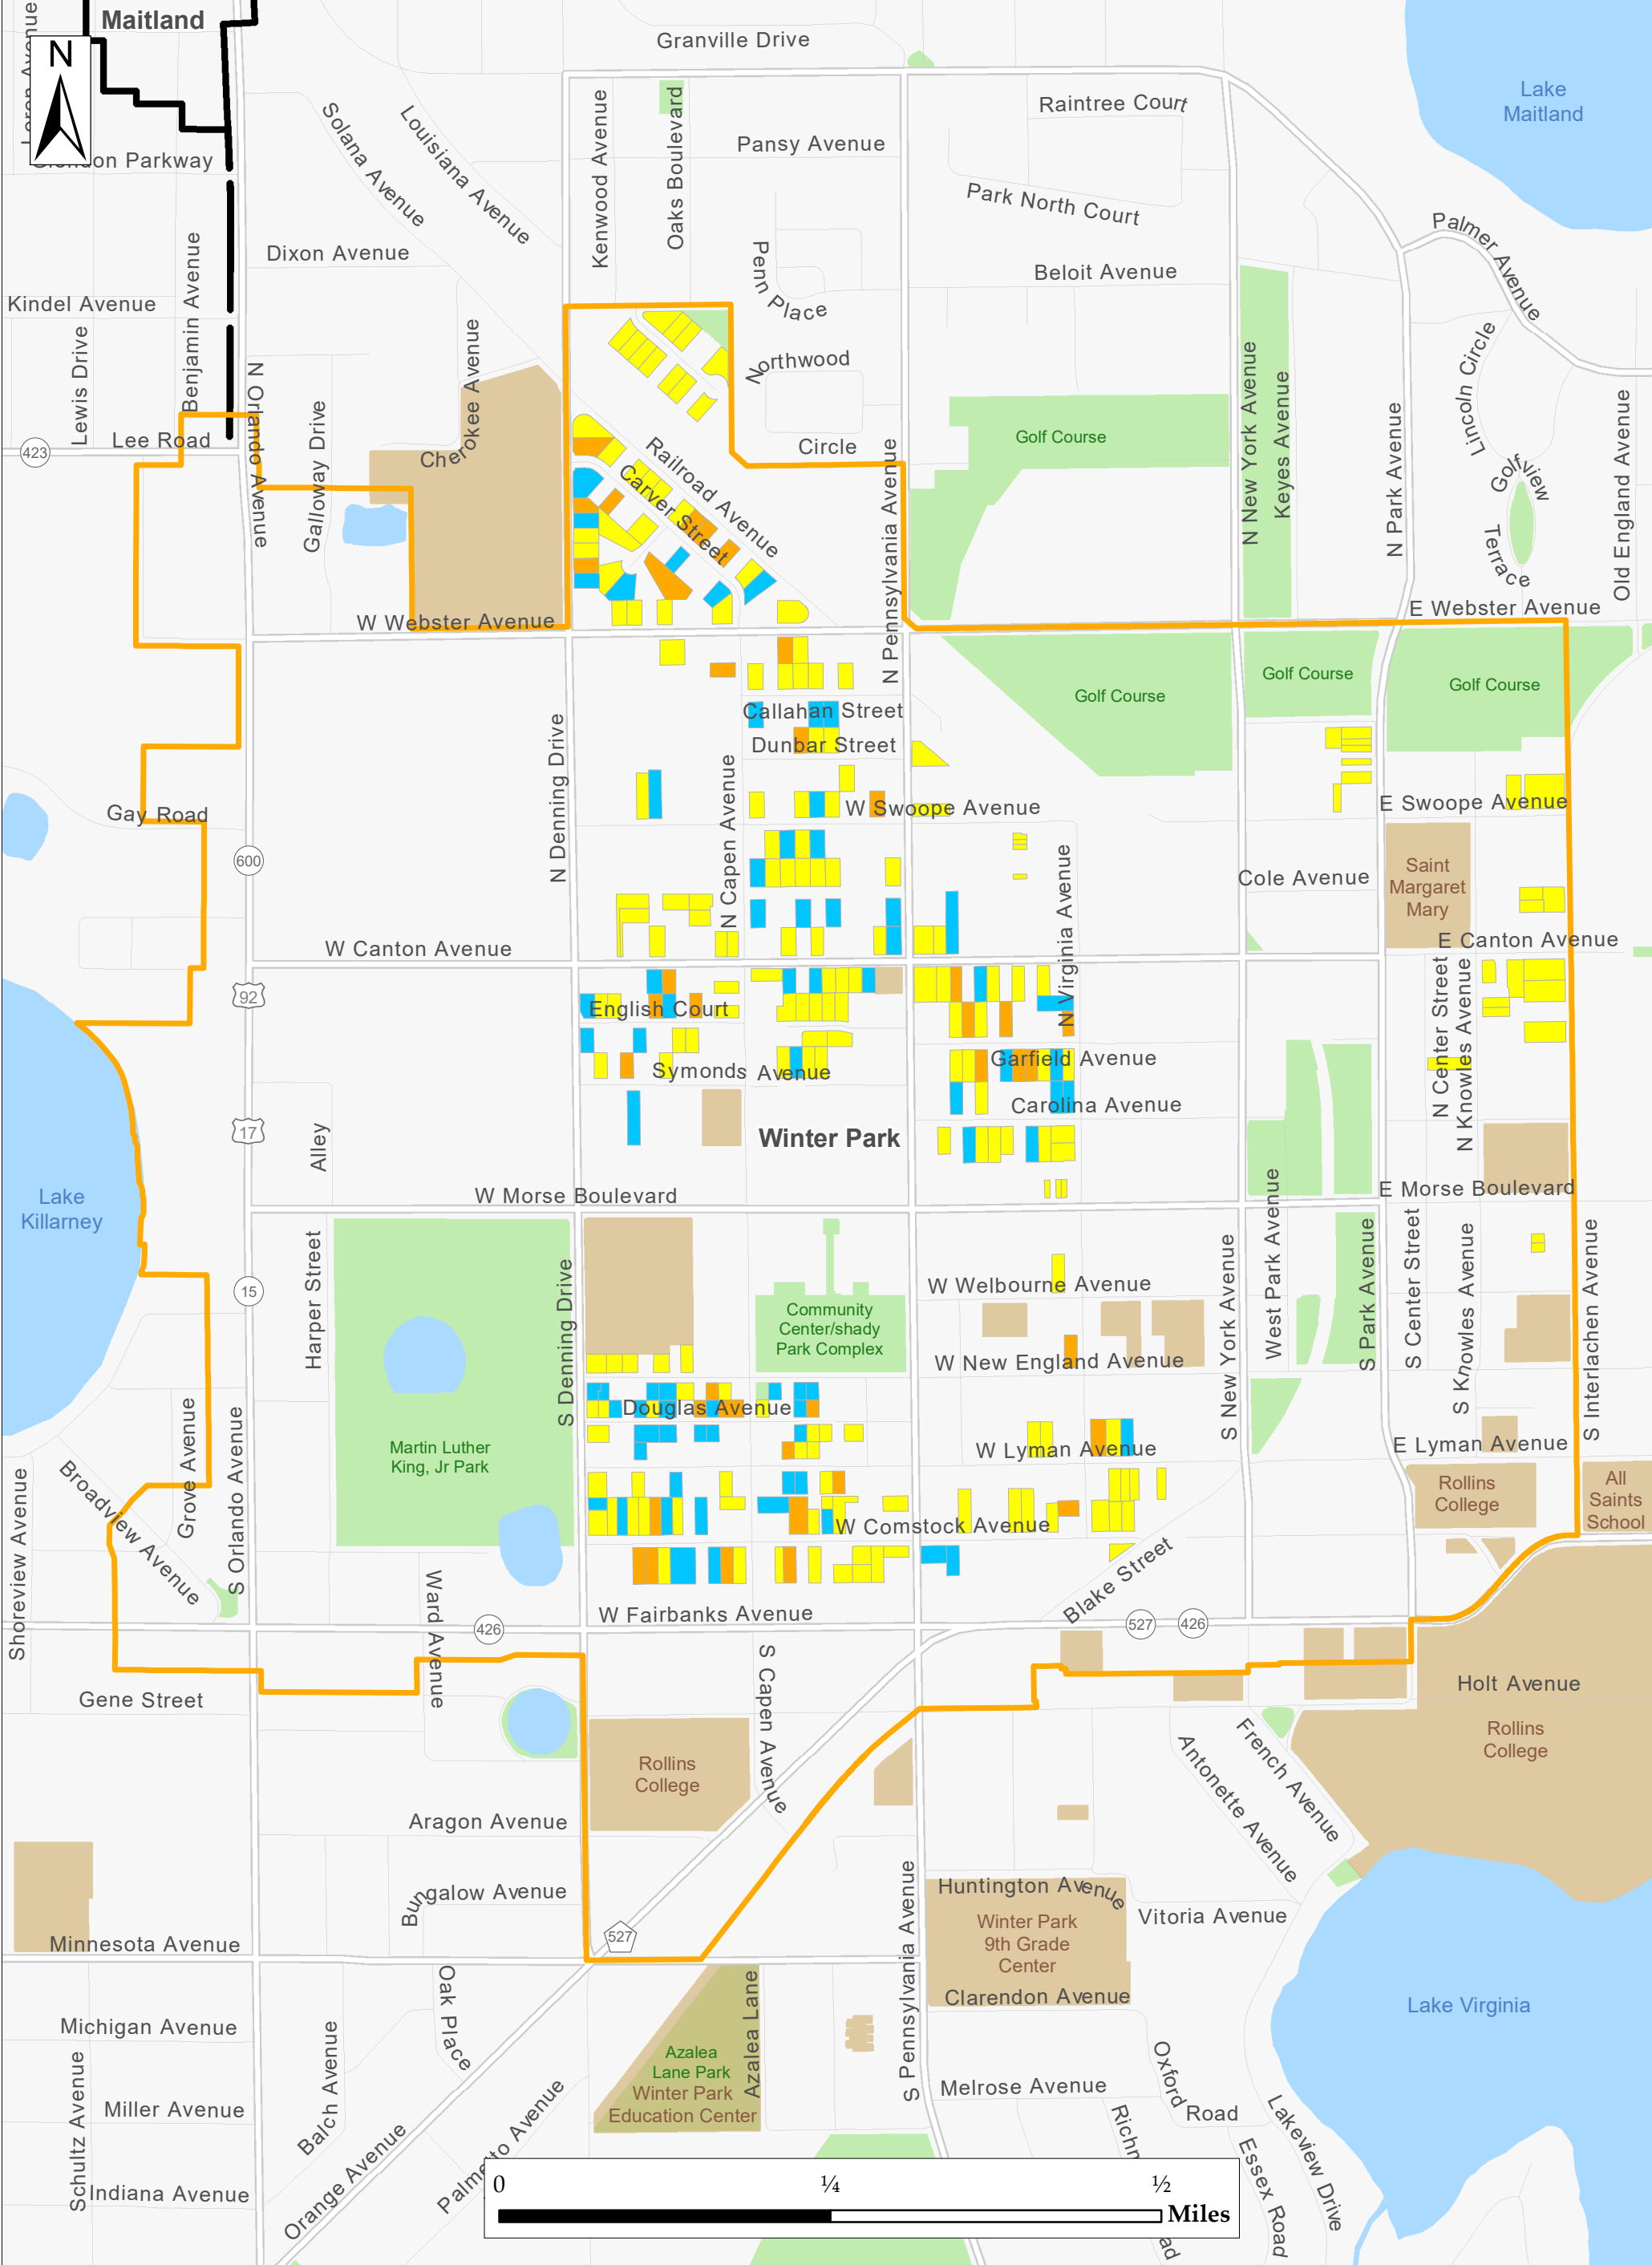 Maitland
N
Loren Avenue
Granville Drive
Lake
Maitland
Raintree Court
Pansy Avenue
Solana Avenue
Louisiana Avenue
Kenwood Avenue
Oaks Boulevard
Park North Court
Palmer Avenue
Dixon Avenue
Penn Place
Beloit Avenue
Kindel Avenue
Benjamin Avenue
Lewis Drive
N Orlando Avenue
Cherokee Avenue
Northwood
Circle
N New York Avenue
Keyes Avenue
Lincoln Circle
Golf Course
N Park Avenue
Old England Avenue
Lee Road
423
Galloway Drive
Railroad Avenue
Carver Street
N Pennsylvania Avenue
Golfview
Terrace
W Webster Avenue
E Webster Avenue
Golf Course
Golf Course
Golf Course
Callahan Street
Dunbar Street
N Denning Drive
N Capen Avenue
Gay Road
W Swoope Avenue
E Swoope Avenue
600
Cole Avenue
Saint
Margaret
Mary
N Virginia Avenue
W Canton Avenue
E Canton Avenue
92
English Court
N Center Street
N Knowles Avenue
Symonds Avenue
Garfield Avenue
Carolina Avenue
17
Alley
Winter Park
Lake
Killarney
W Morse Boulevard
E Morse Boulevard
West Park Avenue
15
Harper Street
S Denning Drive
W Welbourne Avenue
Community
Center/shady
Park Complex
S New York Avenue
S Park Avenue
S Center Street
S Knowles Avenue
S Interlachen Avenue
W New England Avenue
Douglas Avenue
Martin Luther
King, Jr Park
W Lyman Avenue
E Lyman Avenue
Shoreview Avenue
Broadview Avenue
Grove Avenue
S Orlando Avenue
Rollins
College
All
Saints
School
W Comstock Avenue
Blake Street
Ward Avenue
W Fairbanks Avenue
426
527
426
Gene Street
S Capen Avenue
Holt Avenue
Rollins
College
Rollins
College
Antonette Avenue
French Avenue
Aragon Avenue
Bungalow Avenue
Huntington Avenue
Vitoria Avenue
S Pennsylvania Avenue
Winter Park
9th Grade
Center
527
Minnesota Avenue
Clarendon Avenue
Oak Place
Azalea Lane
Lake Virginia
Michigan Avenue
Azalea
Lane Park
Winter Park
Education Center
Schultz Avenue
Balch Avenue
Miller Avenue
Melrose Avenue
Oxford
Road
Lakeview Drive
Essex Road
Palmetto Avenue
Orange Avenue
Indiana Avenue
0
¼
½
Miles